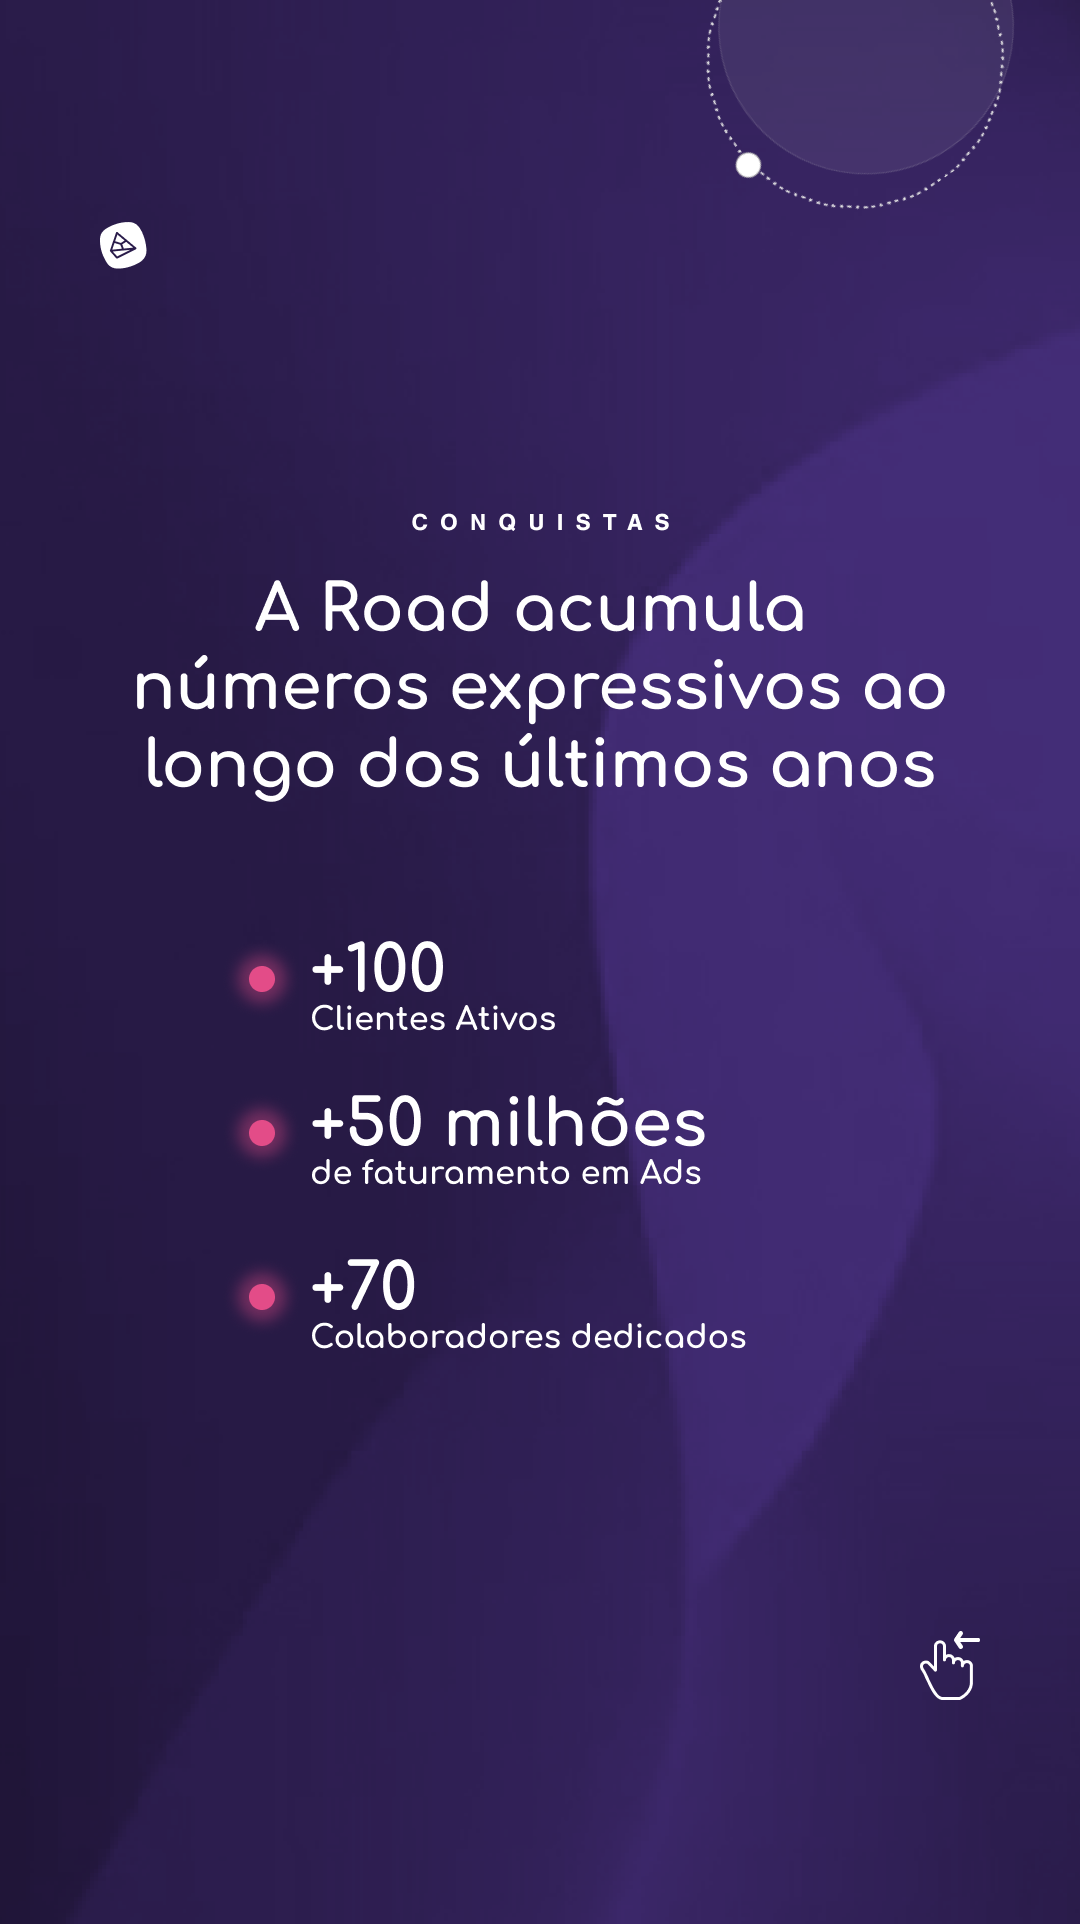 CONQUISTAS
A Road acumula
números expressivos ao
longo dos últimos anos
+100
Clientes Ativos
+50 milhões
de faturamento em Ads
+70
Colaboradores dedicados